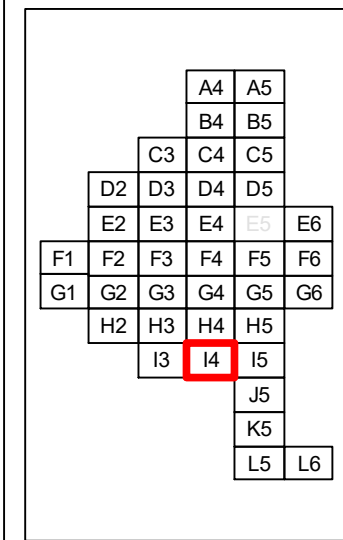 A4 A5
B4 B5
C3 C4 C5
D2 D3 D4 D5
E2 E3 E4 E5 E6
F1 F2 F3 F4 F5 F6
G1 G2 G3 G4 G5 G6
H2 H3 H4 H5
I3 I4 I5
J5
K5
L5 L6